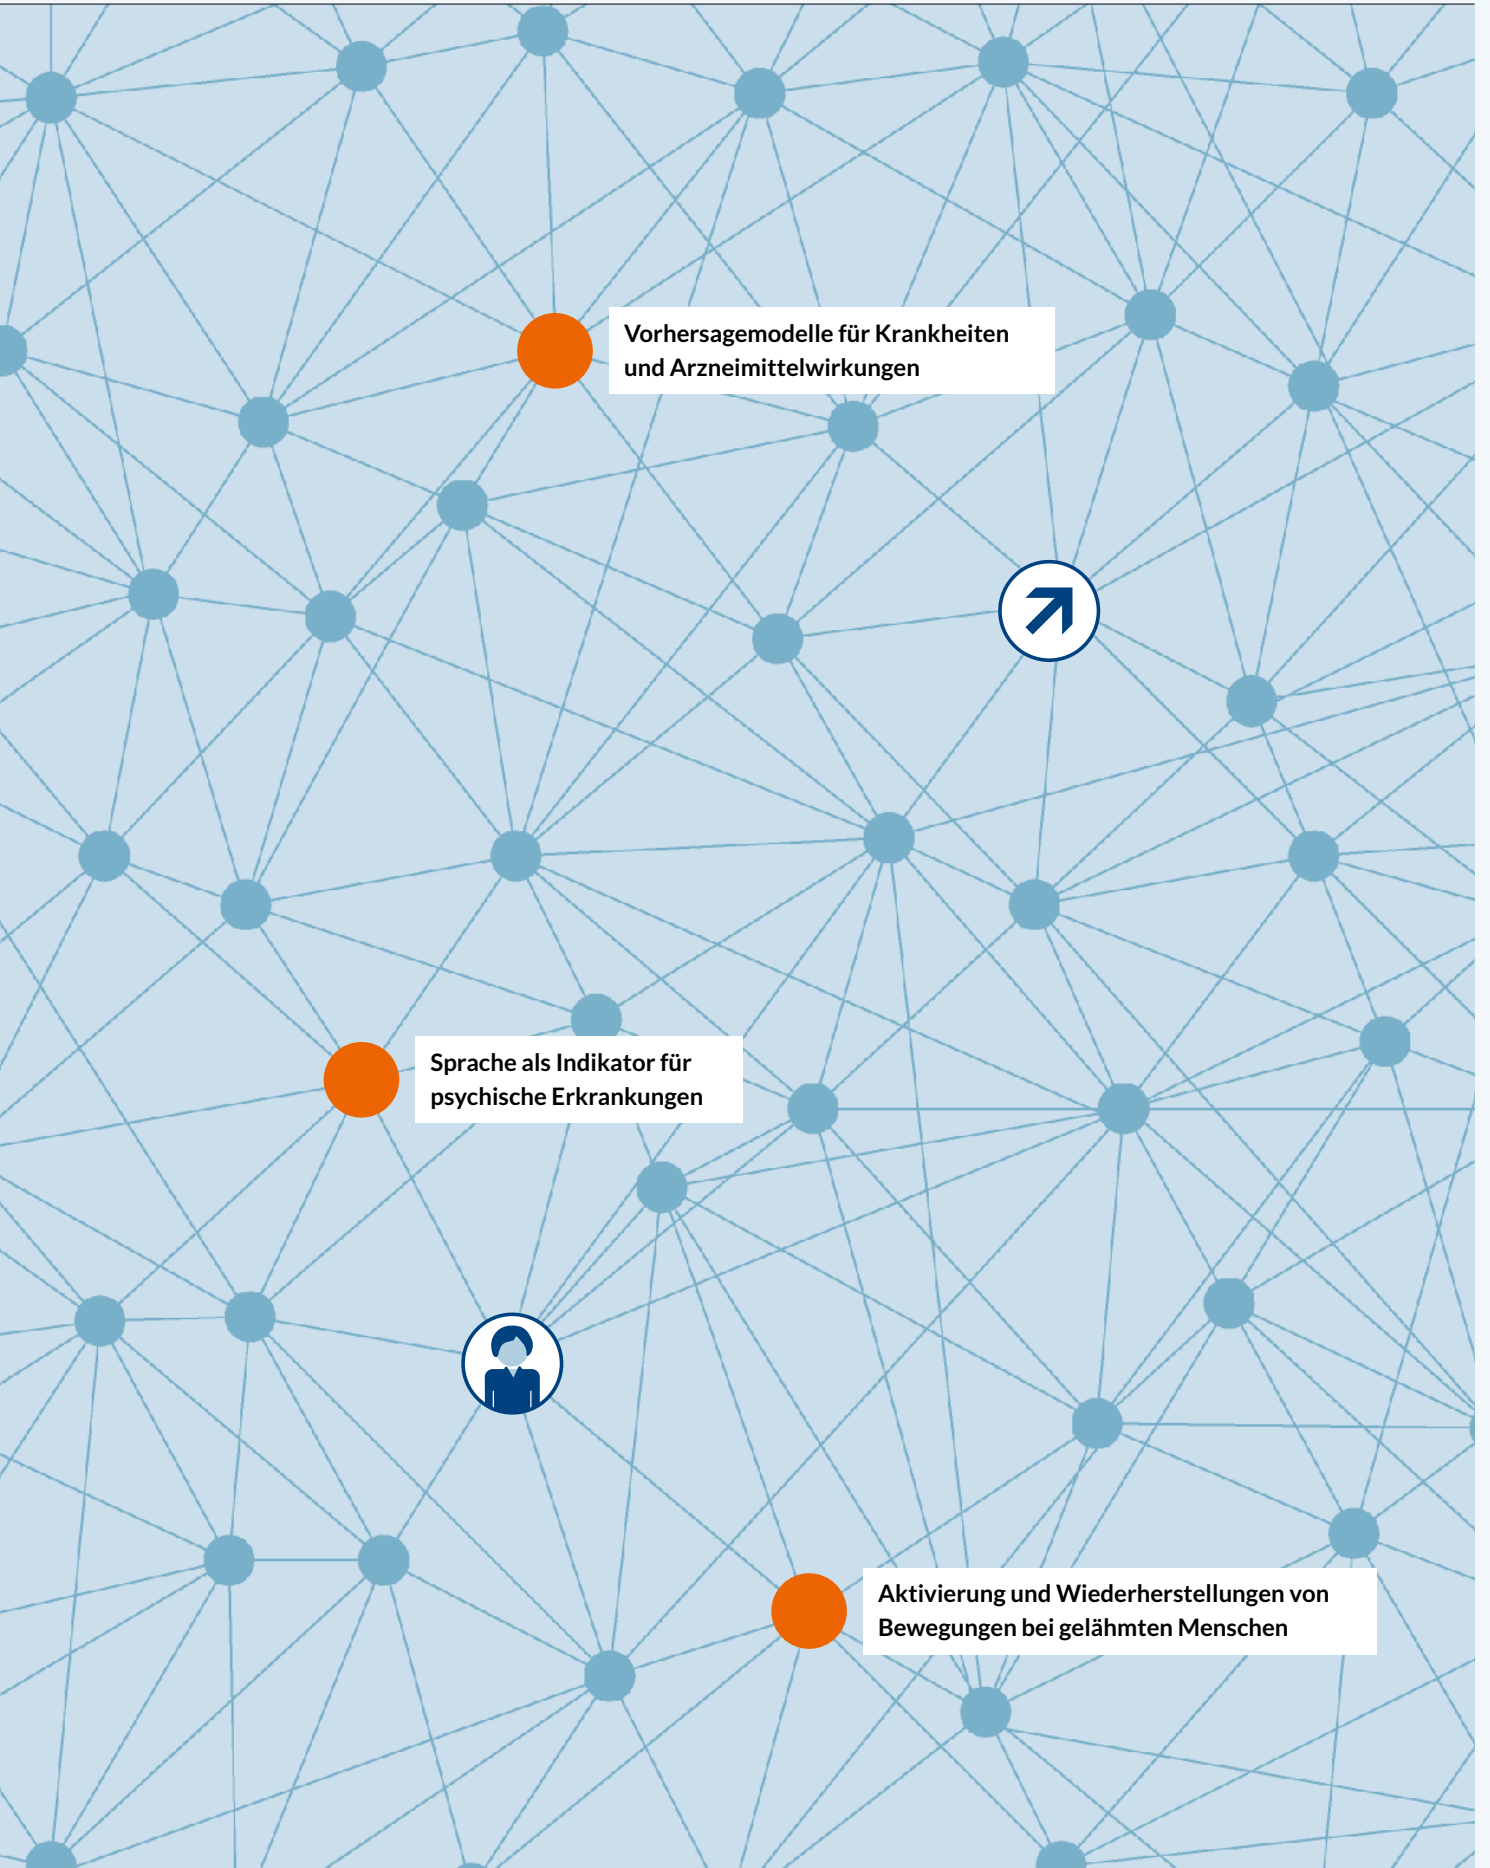 Vorhersagemodelle für Krankheiten
und Arzneimittelwirkungen
Sprache als Indikator für
psychische Erkrankungen
Aktivierung und Wiederherstellungen von
Bewegungen bei gelähmten Menschen